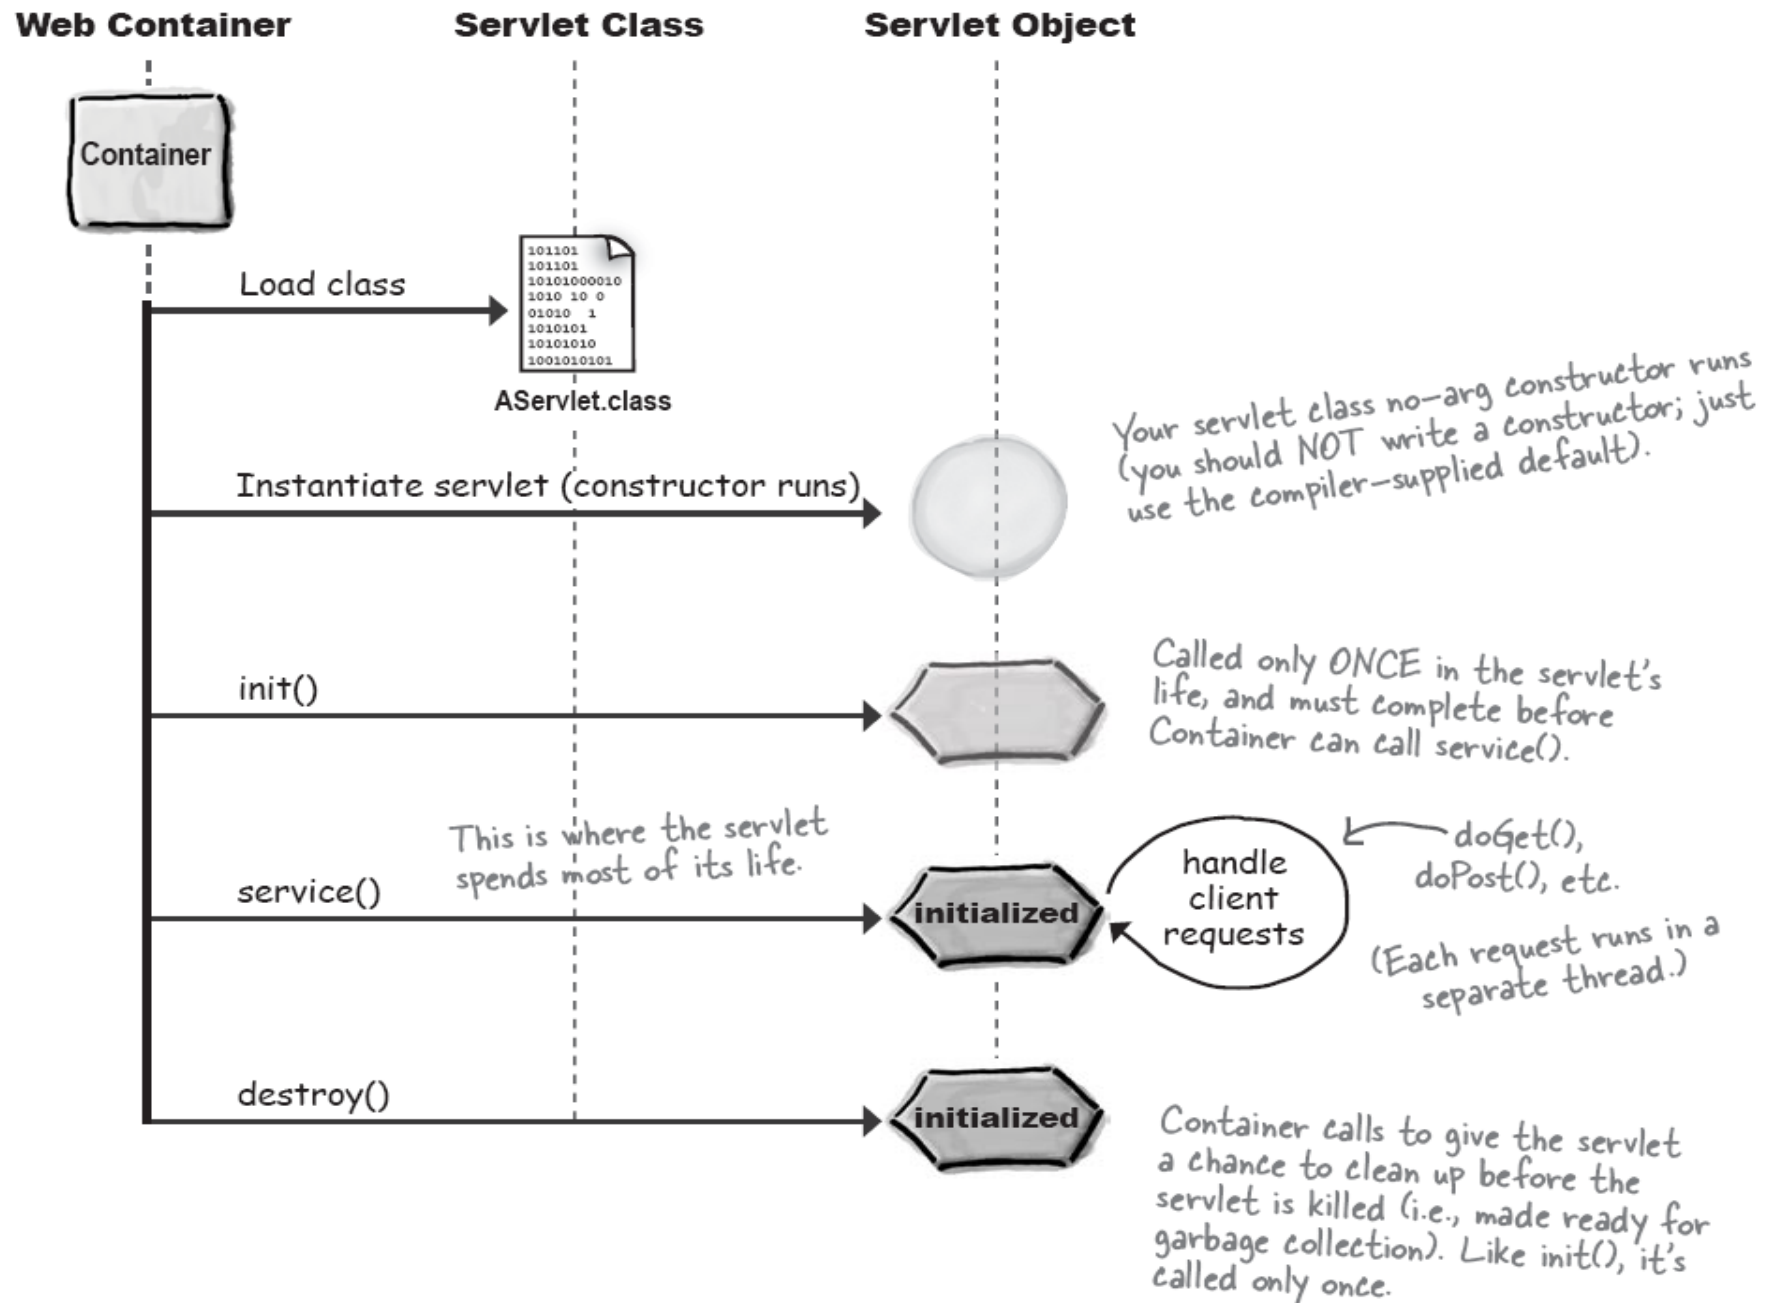 Web Container
Servlet Class
Servlet Object
Container
Load class
101101
101101
10101000010
1010 10 0
01010 1
1010101
10101010
1001010101
AServlet.class
Instantiate servlet (constructor runs)
Your servlet class no-arg constructor runs
(you should NOT write a constructor; just
use the compiler-supplied default).
init()
Called only ONCE in the servlet's
life, and must complete before
Container can call service().
This is where the servlet
spends most of its life.
service()
initialized
handle
client
requests
doGet(),
doPost(), etc.
(Each request runs in a
separate thread.)
destroy()
initialized
Container calls to give the servlet
a chance to clean up before the
servlet is killed (i.e., made ready for
garbage collection). Like init(), it's
called only once.